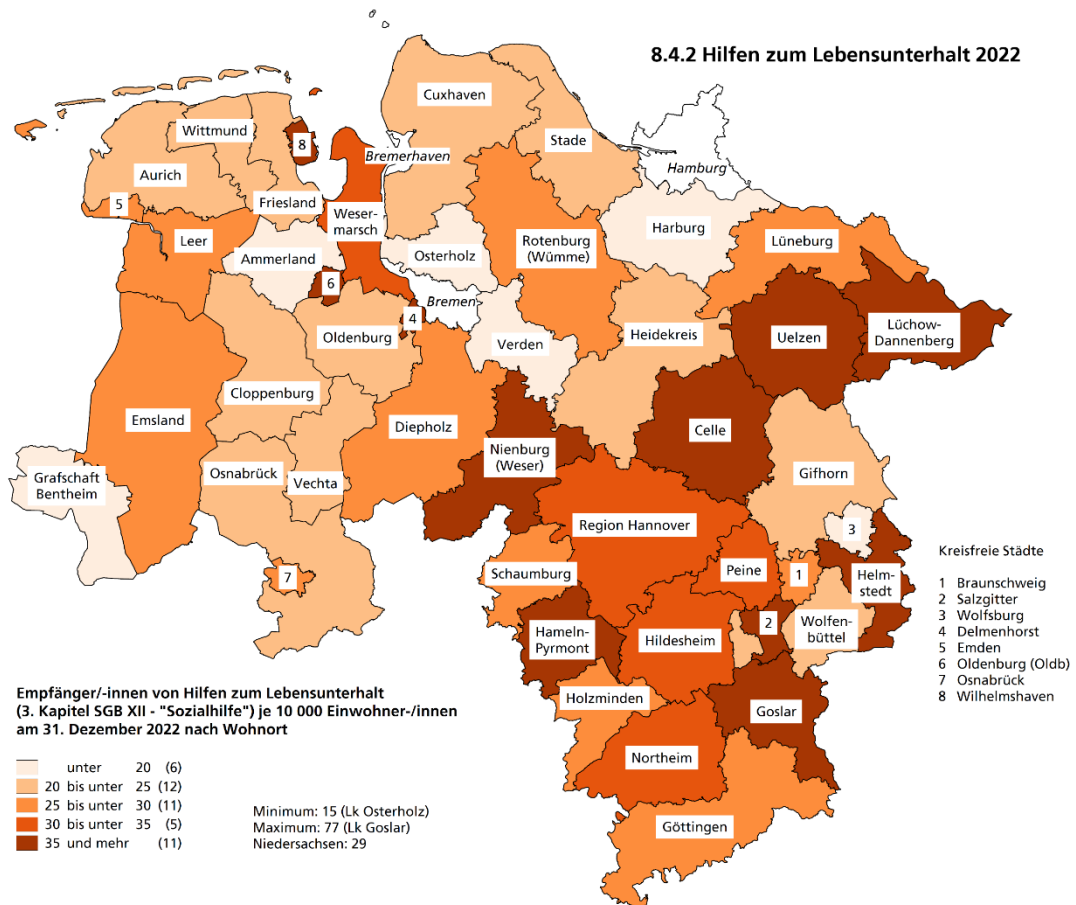 8.4.2 Hilfen zum Lebensunterhalt 2022
Cuxhaven
Wittmund
Stade
8
Bremerhaven
Hamburg
Aurich
Friesland
5
Weser-
marsch
Harburg
Leer
Rotenburg
(Wümme)
Lüneburg
Ammerland
Osterholz
6
Bremen
4
Oldenburg
Verden
Heidekreis
Uelzen
Lüchow-
Dannenberg
Cloppenburg
Emsland
Diepholz
Celle
Nienburg
(Weser)
Grafschaft
Bentheim
Osnabrück
Vechta
Gifhorn
Region Hannover
3
Schaumburg
Peine
1
Helm-
stedt
7
Hameln-
Pyrmont
Hildesheim
2
Wolfen-
büttel
Holzminden
Goslar
Northeim
Göttingen
Kreisfreie Städte
1 Braunschweig
2 Salzgitter
3 Wolfsburg
4 Delmenhorst
5 Emden
6 Oldenburg (Oldb)
7 Osnabrück
8 Wilhelmshaven
Empfänger/-innen von Hilfen zum Lebensunterhalt
(3. Kapitel SGB XII - "Sozialhilfe") je 10 000 Einwohner-/innen
am 31. Dezember 2022 nach Wohnort
unter 20 (6)
20 bis unter 25 (12)
25 bis unter 30 (11)
30 bis unter 35 (5)
35 und mehr (11)
Minimum: 15 (Lk Osterholz)
Maximum: 77 (Lk Goslar)
Niedersachsen: 29